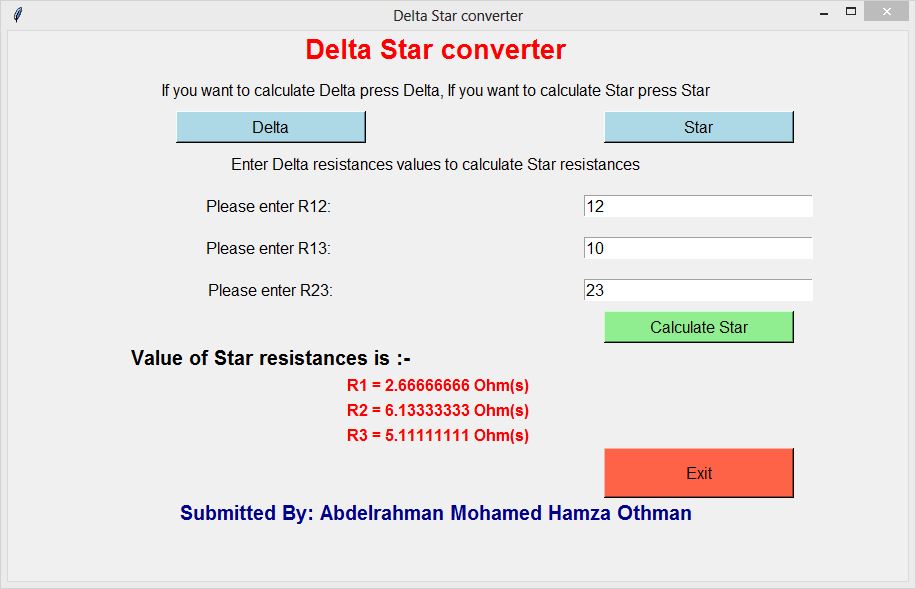 Delta Star converter
Delta Star converter
If you want to calculate Delta press Delta, If you want to calculate Star press Star
Delta Star
Enter Delta resistances values to calculate Star resistances
Please enter R12: 12
Please enter R13: 10
Please enter R23: 23
Calculate Star
Value of Star resistances is :-
R1 = 2.66666666 Ohm(s)
R2 = 6.13333333 Ohm(s)
R3 = 5.11111111 Ohm(s)
Exit
Submitted By: Abdelrahman Mohamed Hamza Othman